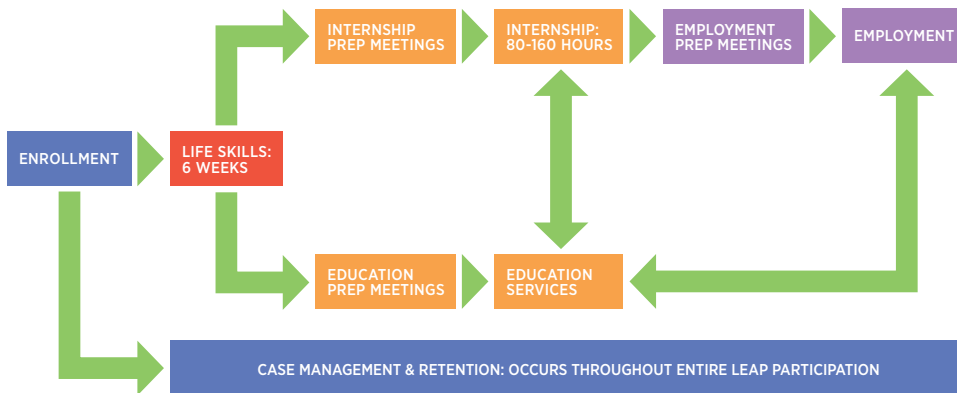 INTERNSHIP
PREP MEETINGS
INTERNSHIP:
80-160 HOURS
EMPLOYMENT
PREP MEETINGS
EMPLOYMENT
ENROLLMENT
LIFE SKILLS:
6 WEEKS
EDUCATION
PREP MEETINGS
EDUCATION
SERVICES
CASE MANAGEMENT & RETENTION: OCCURS THROUGHOUT ENTIRE LEAP PARTICIPATION